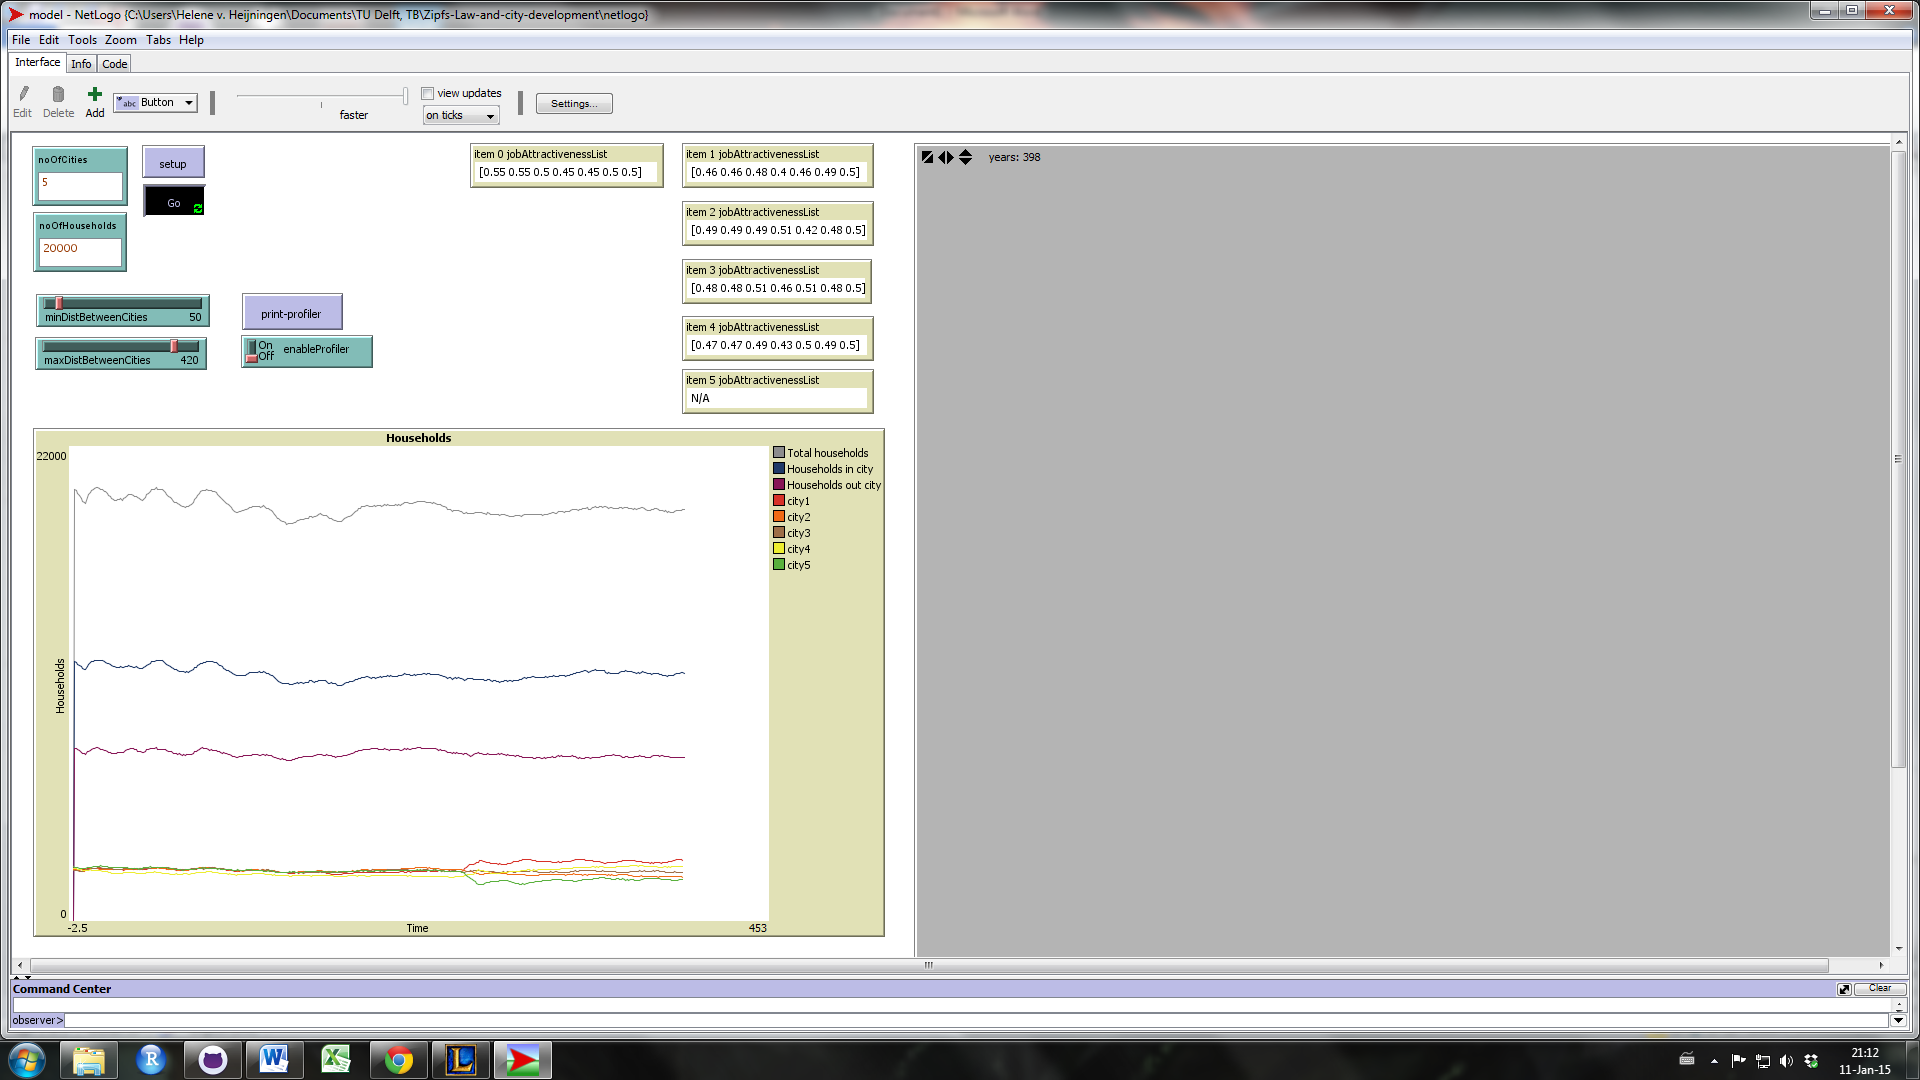 model - NetLogo {C:\Users\Helene v. Heijningen\Documents\TU Delft, TB\Zipfs-Law-and-city-development\netlogo}
File Edit Tools Zoom Tabs Help
Interface Info Code
Edit Delete Add abc Button faster view updates on ticks Settings...
noOfCities
5
setup
Go
noOfHouseholds
20000
minDistBetweenCities 50
maxDistBetweenCities 420
print-profiler
On
Off
enableProfiler
item 0 jobAttractivenessList
[0.55 0.55 0.5 0.45 0.45 0.5 0.5]
item 1 jobAttractivenessList
[0.46 0.46 0.48 0.4 0.46 0.49 0.5]
item 2 jobAttractivenessList
[0.49 0.49 0.49 0.51 0.42 0.48 0.5]
item 3 jobAttractivenessList
[0.48 0.48 0.51 0.46 0.51 0.48 0.5]
item 4 jobAttractivenessList
[0.47 0.47 0.49 0.43 0.5 0.49 0.5]
item 5 jobAttractivenessList
N/A
years: 398
Households
22000
Households
0
-2.5
Time
453
Total households
Households in city
Households out city
city1
city2
city3
city4
city5
Command Center
Clear
observer>
21:12
11-Jan-15